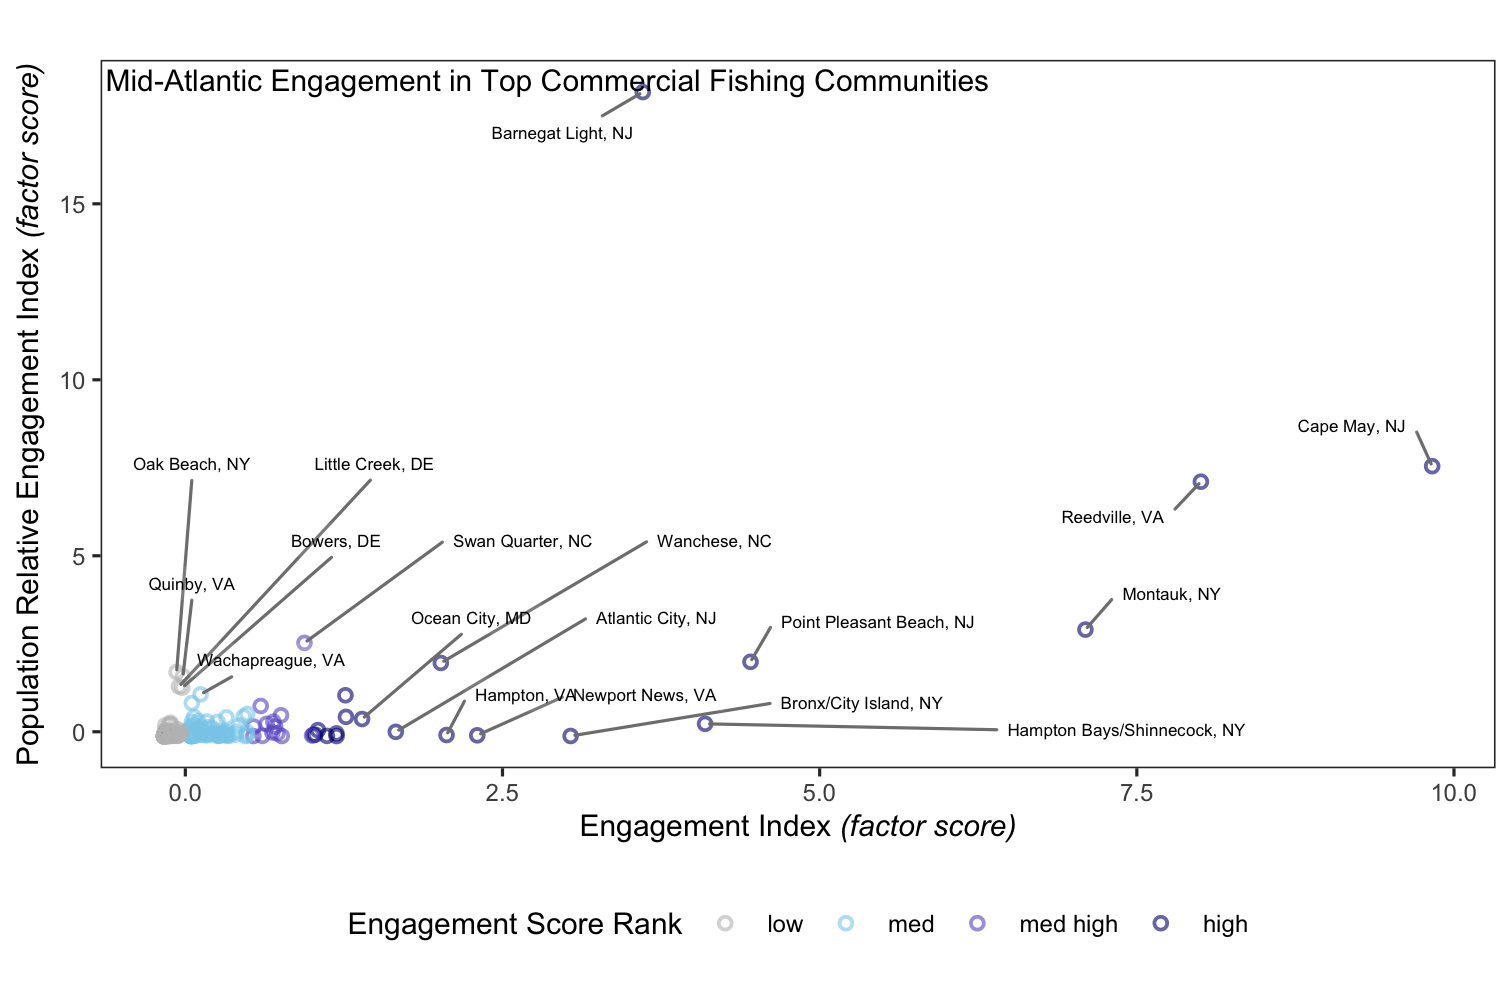 Mid-Atlantic Engagement in Top Commercial Fishing Communities
Population Relative Engagement Index (factor score)
15
10
5
0
Barnegat Light, NJ
Cape May, NJ
Oak Beach, NY
Little Creek, DE
Reedville, VA
Bowers, DE
Swan Quarter, NC
Wanchese, NC
Quinby, VA
Montauk, NY
Ocean City, MD
Atlantic City, NJ
Point Pleasant Beach, NJ
Wachapreague, VA
Hampton, VA
Newport News, VA
Bronx/City Island, NY
Hampton Bays/Shinnecock, NY
0.0
2.5
5.0
7.5
10.0
Engagement Index (factor score)
Engagement Score Rank low med med high high